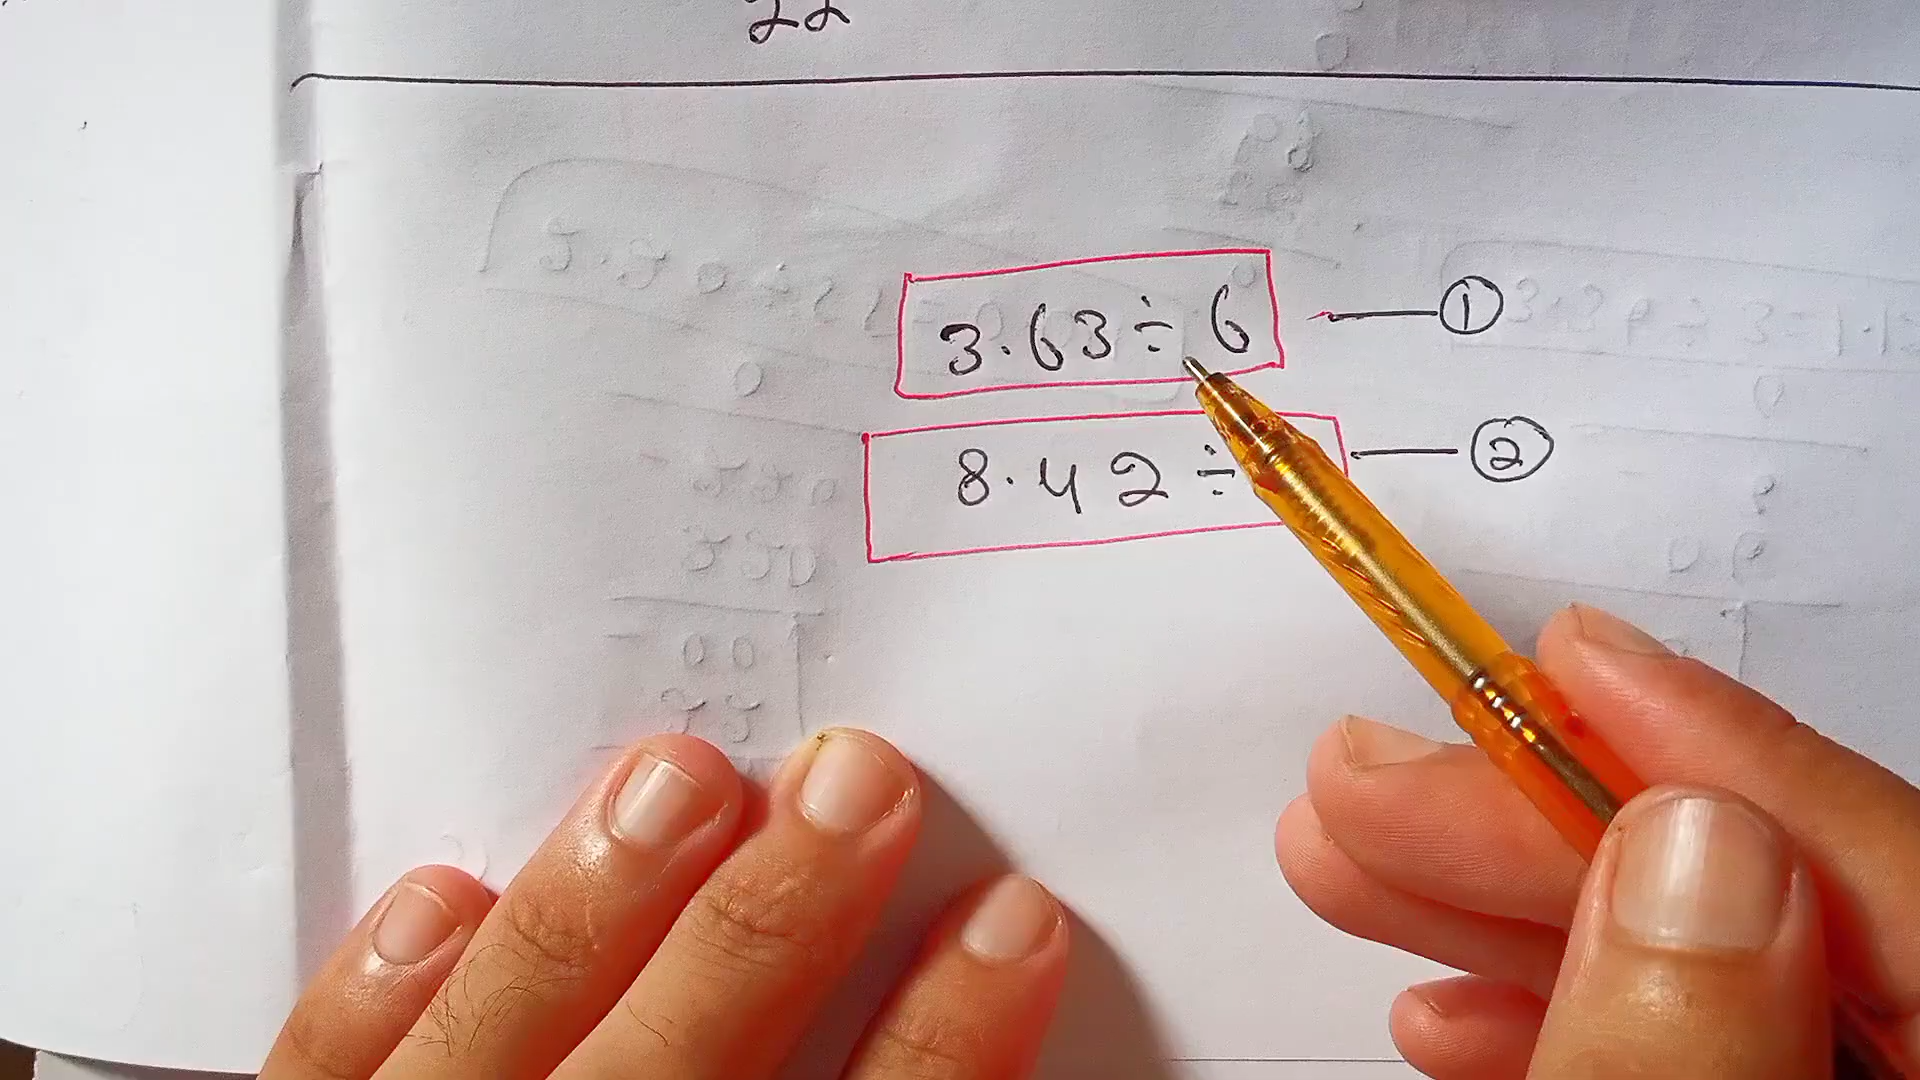 22
3.63 ÷ 6 — ①
8.42 ÷ — ②